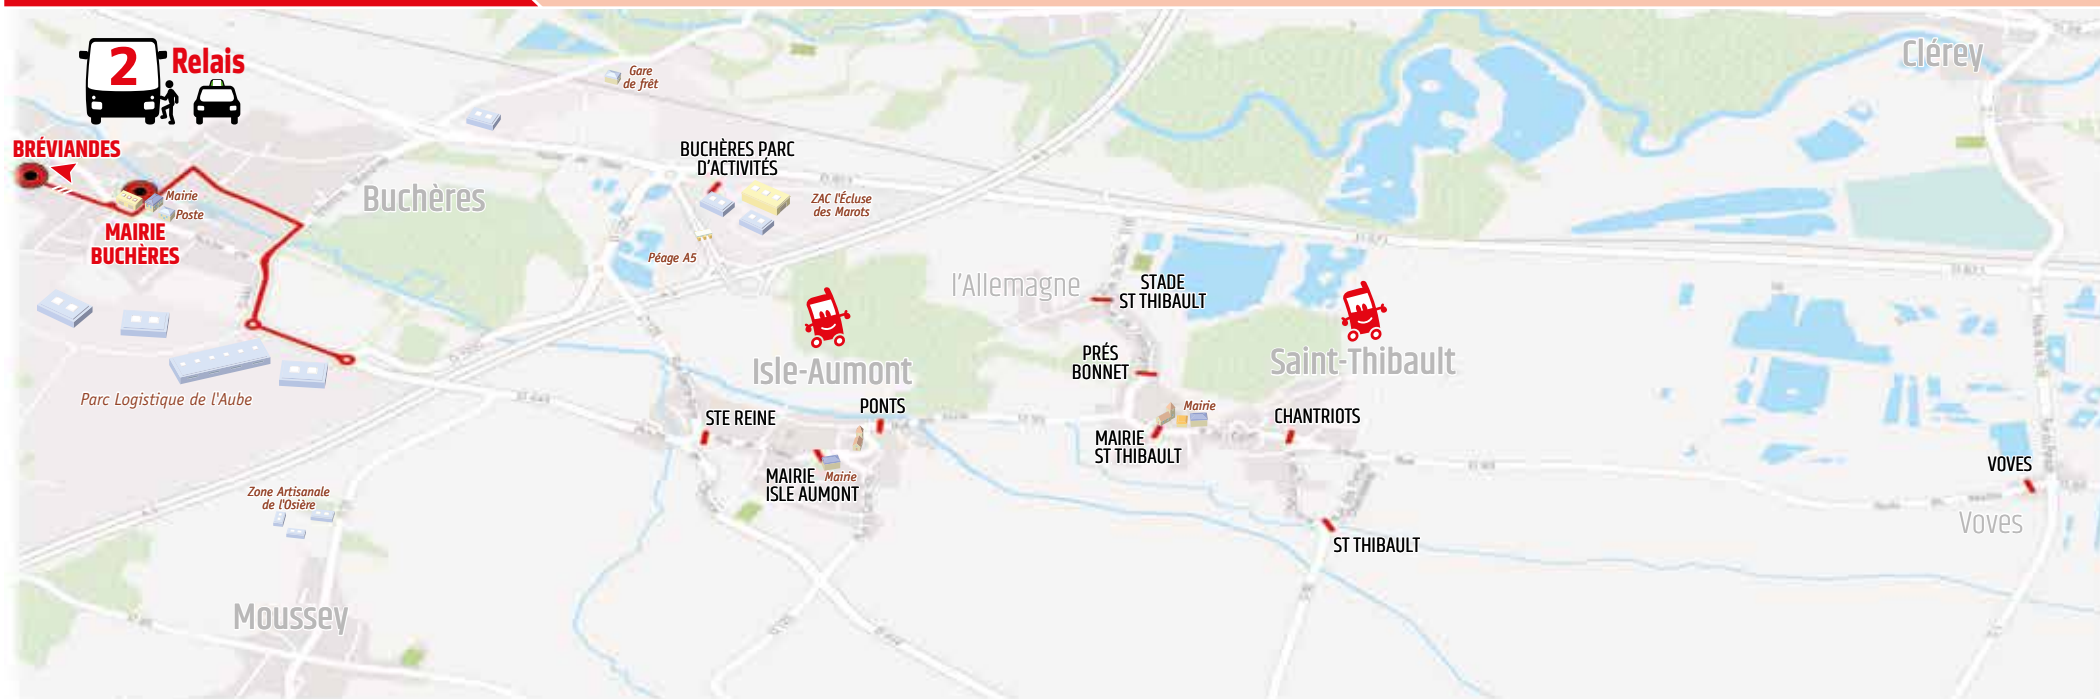 2 Relais
BRÉVIANDES
Mairie
Poste
MAIRIE
BUCHÈRES
Buchères
Gare
de frêt
BUCHÈRES PARC
D'ACTIVITÉS
ZAC l'Écluse
des Marots
Péage A5
Clérey
l'Allemagne
STADE
ST THIBAULT
PRÉS
BONNET
Isle-Aumont
Saint-Thibault
Parc Logistique de l'Aube
STE REINE
PONTS
MAIRIE
ISLE AUMONT
Mairie
Mairie
MAIRIE
ST THIBAULT
CHANTRIOTS
ST THIBAULT
VOVES
Voves
Zone Artisanale
de l'Osière
Moussey